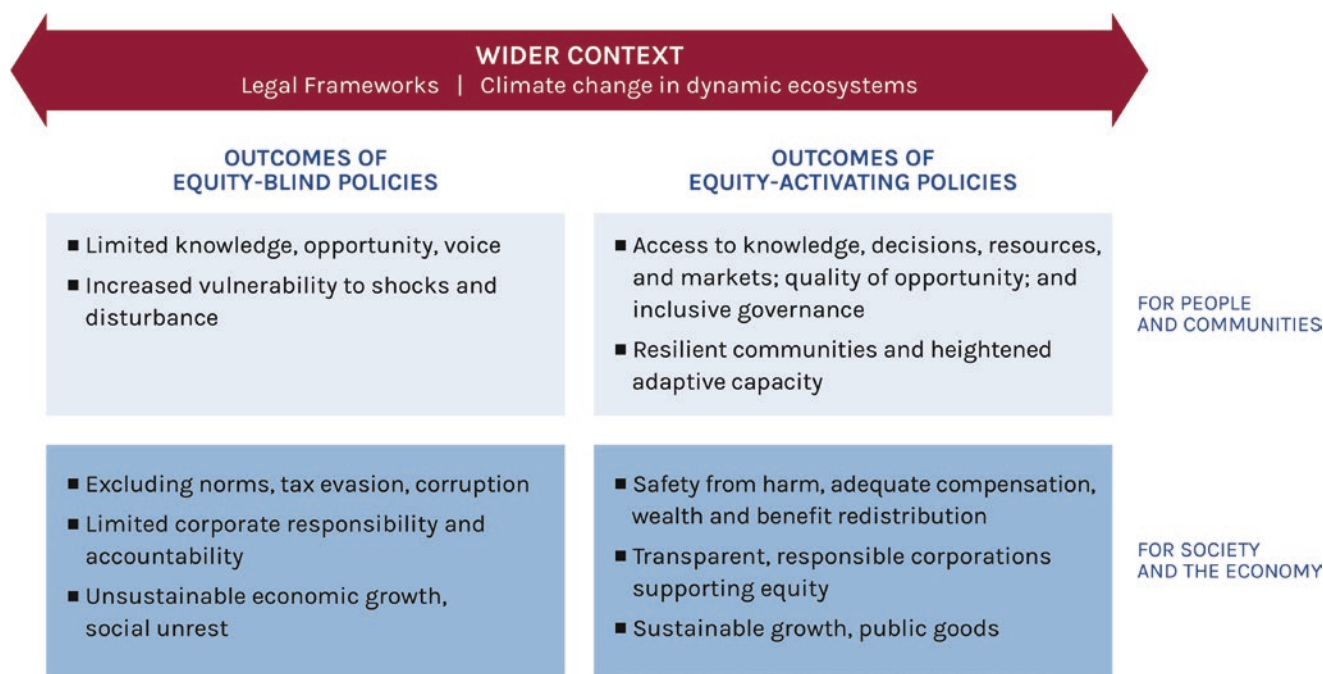 WIDER CONTEXT
Legal Frameworks | Climate change in dynamic ecosystems
OUTCOMES OF
EQUITY-BLIND POLICIES
OUTCOMES OF
EQUITY-ACTIVATING POLICIES
■ Limited knowledge, opportunity, voice
■ Increased vulnerability to shocks and
disturbance
■ Access to knowledge, decisions, resources,
and markets; quality of opportunity; and
inclusive governance
■ Resilient communities and heightened
adaptive capacity
FOR PEOPLE
AND COMMUNITIES
■ Excluding norms, tax evasion, corruption
■ Limited corporate responsibility and
accountability
■ Unsustainable economic growth,
social unrest
■ Safety from harm, adequate compensation,
wealth and benefit redistribution
■ Transparent, responsible corporations
supporting equity
■ Sustainable growth, public goods
FOR SOCIETY
AND THE ECONOMY